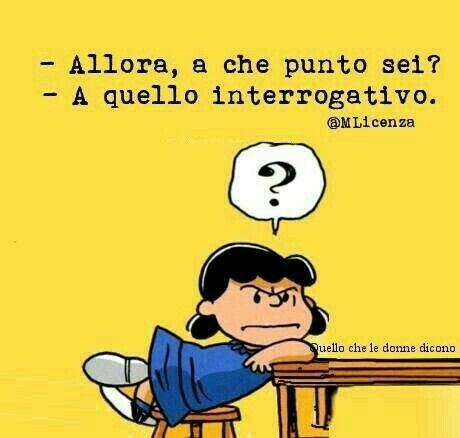 - Allora, a che punto sei?
- A quello interrogativo.
@MLicenza
?
Quello che le donne dicono